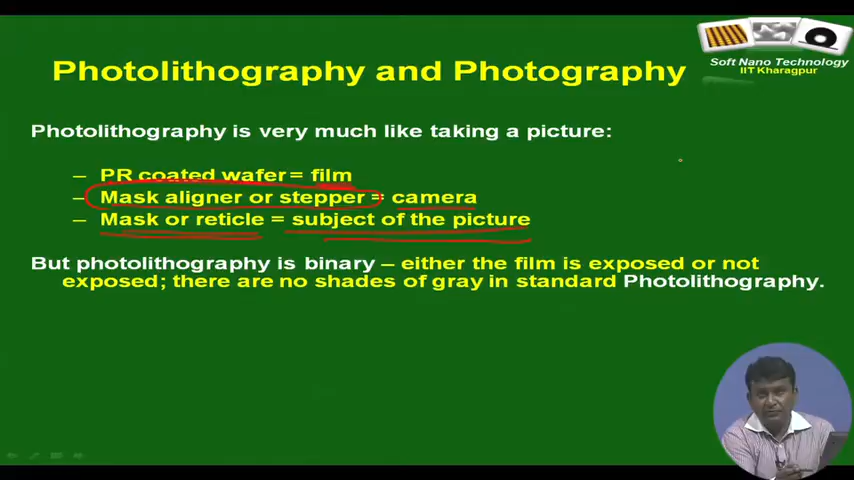 Photolithography and Photography
Soft Nano Technology
IIT Kharagpur
Photolithography is very much like taking a picture:
– PR coated wafer = film
– Mask aligner or stepper = camera
– Mask or reticle = subject of the picture
But photolithography is binary – either the film is exposed or not
exposed; there are no shades of gray in standard Photolithography.